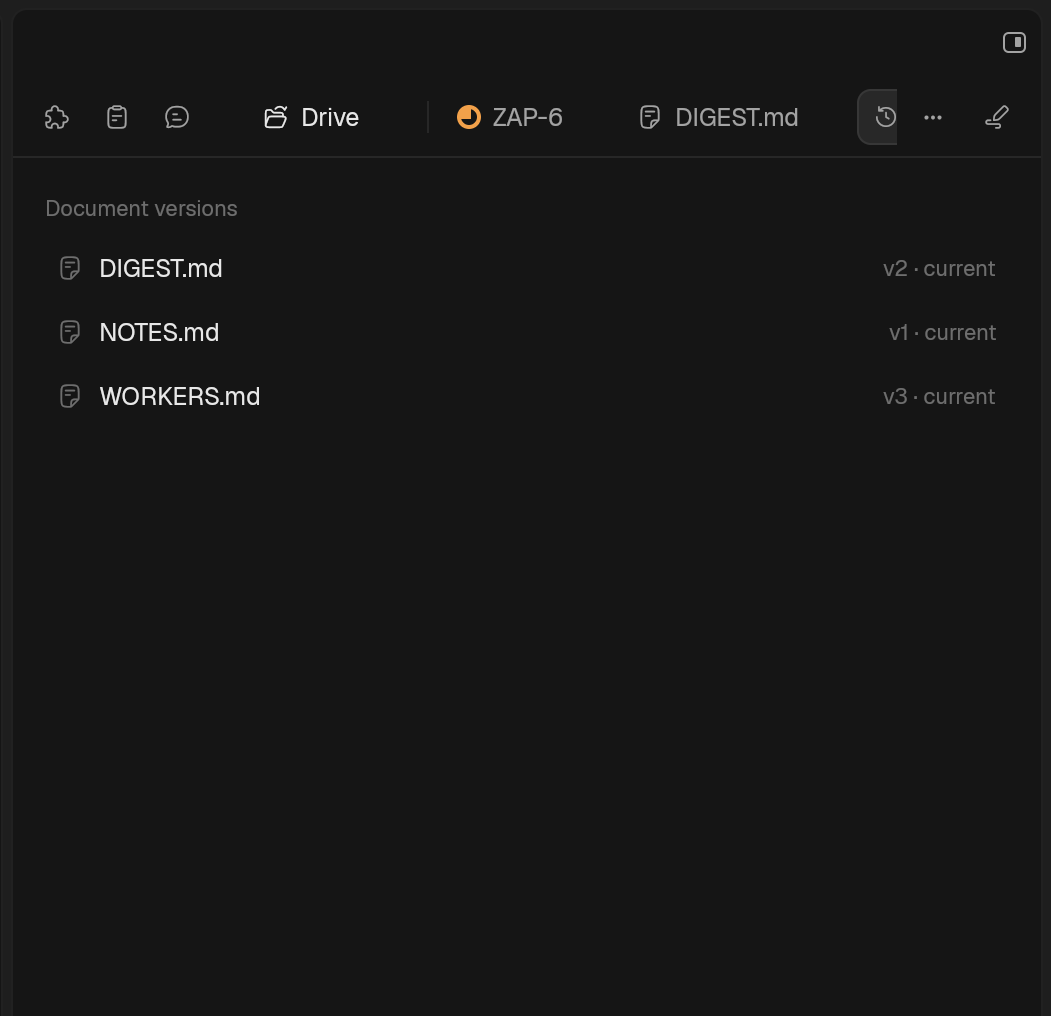 Drive
ZAP-6
DIGEST.md
Document versions
DIGEST.md v2 · current
NOTES.md v1 · current
WORKERS.md v3 · current